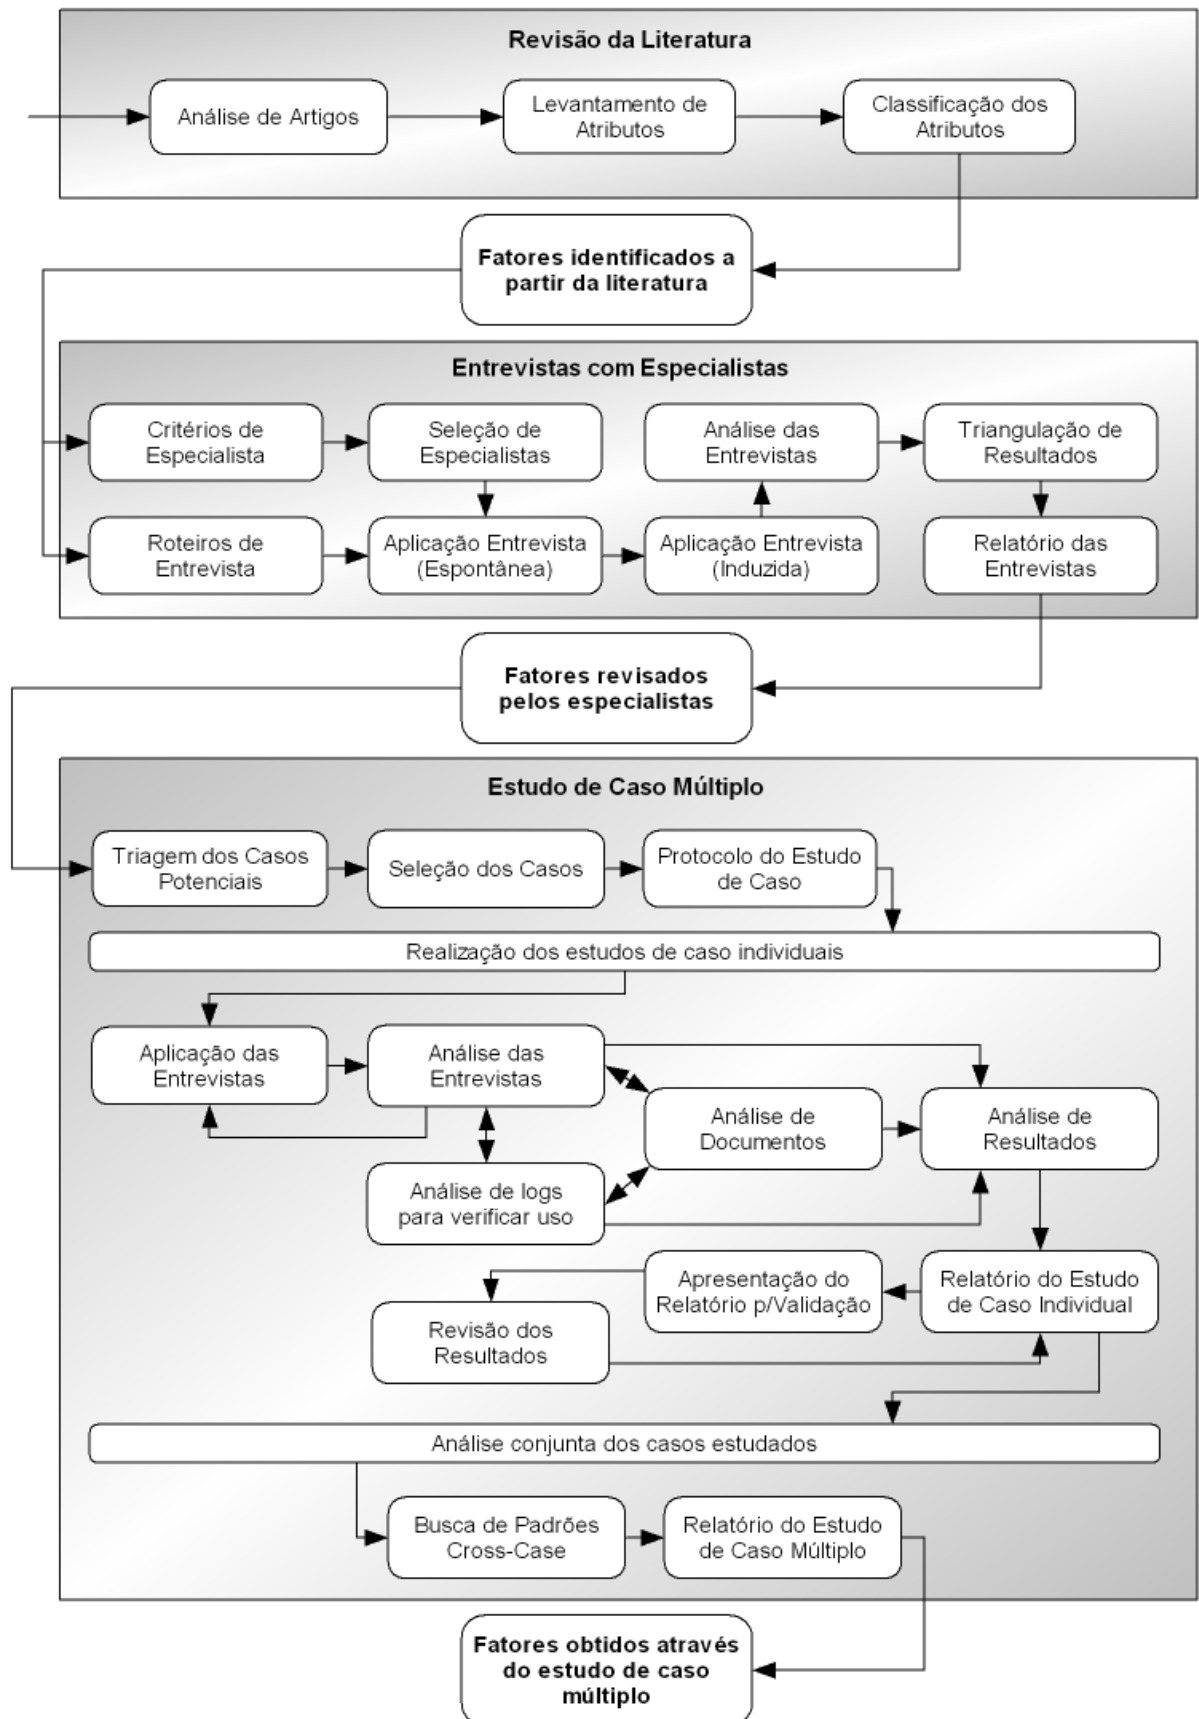 Revisão da Literatura
Análise de Artigos
Levantamento de
Atributos
Classificação dos
Atributos
Fatores identificados a
partir da literatura
Entrevistas com Especialistas
Critérios de
Especialista
Seleção de
Especialistas
Análise das
Entrevistas
Triangulação de
Resultados
Roteiros de
Entrevista
Aplicação Entrevista
(Espontânea)
Aplicação Entrevista
(Induzida)
Relatório das
Entrevistas
Fatores revisados
pelos especialistas
Estudo de Caso Múltiplo
Triagem dos Casos
Potenciais
Seleção dos Casos
Protocolo do Estudo
de Caso
Realização dos estudos de caso individuais
Aplicação das
Entrevistas
Análise das
Entrevistas
Análise de
Documentos
Análise de
Resultados
Análise de logs
para verificar uso
Apresentação do
Relatório p/Validação
Relatório do Estudo
de Caso Individual
Revisão dos
Resultados
Análise conjunta dos casos estudados
Busca de Padrões
Cross-Case
Relatório do Estudo
de Caso Múltiplo
Fatores obtidos através
do estudo de caso
múltiplo